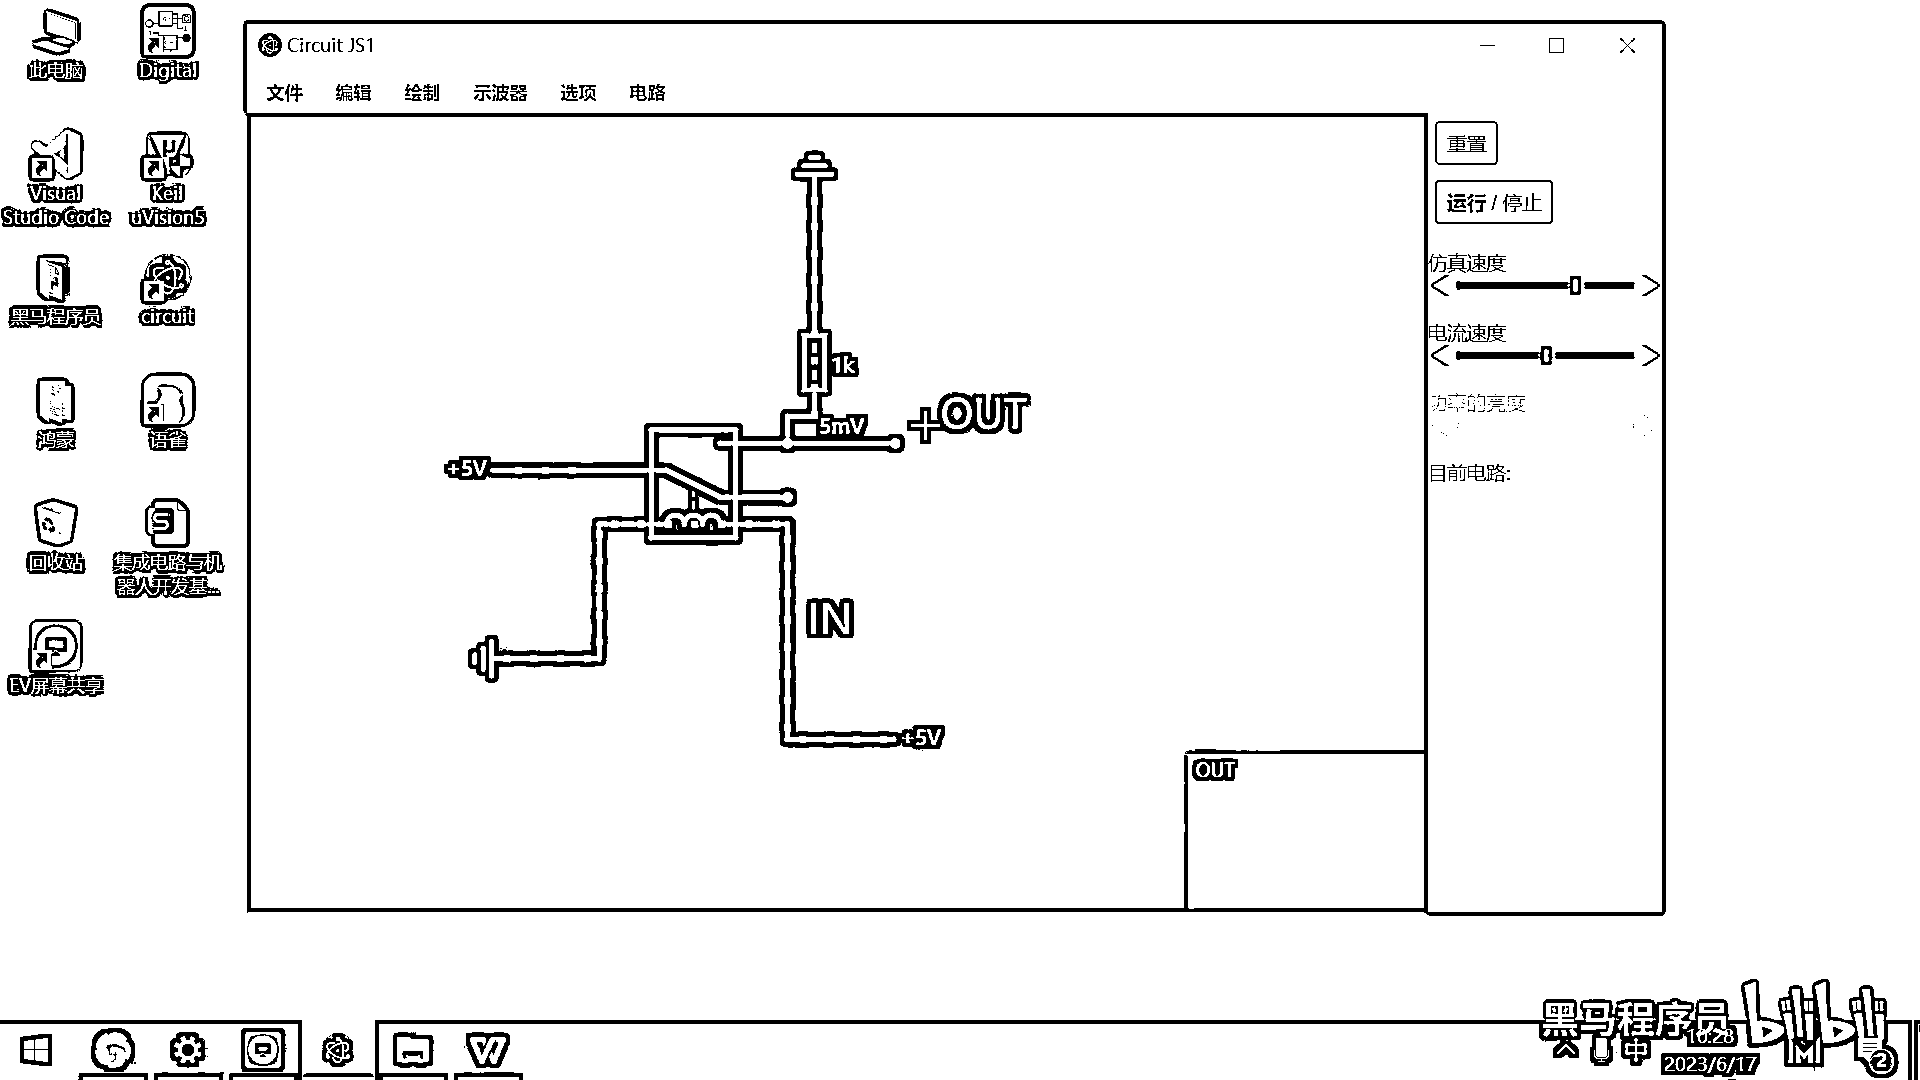 此电脑
Digital
Visual
Studio Code
Keil
uVision5
黑马程序员
circuit
鸿蒙
语雀
回收站
集成电路与机
器人开发基...
EV屏幕共享
Circuit JS1
文件 编辑 绘制 示波器 选项 电路
1k
5mV
+OUT
+5V
IN
+5V
OUT
重置
运行 / 停止
仿真速度
电流速度
功率的亮度
目前电路:
黑马程序员 bilibili
中
10:28
2023/6/17
2